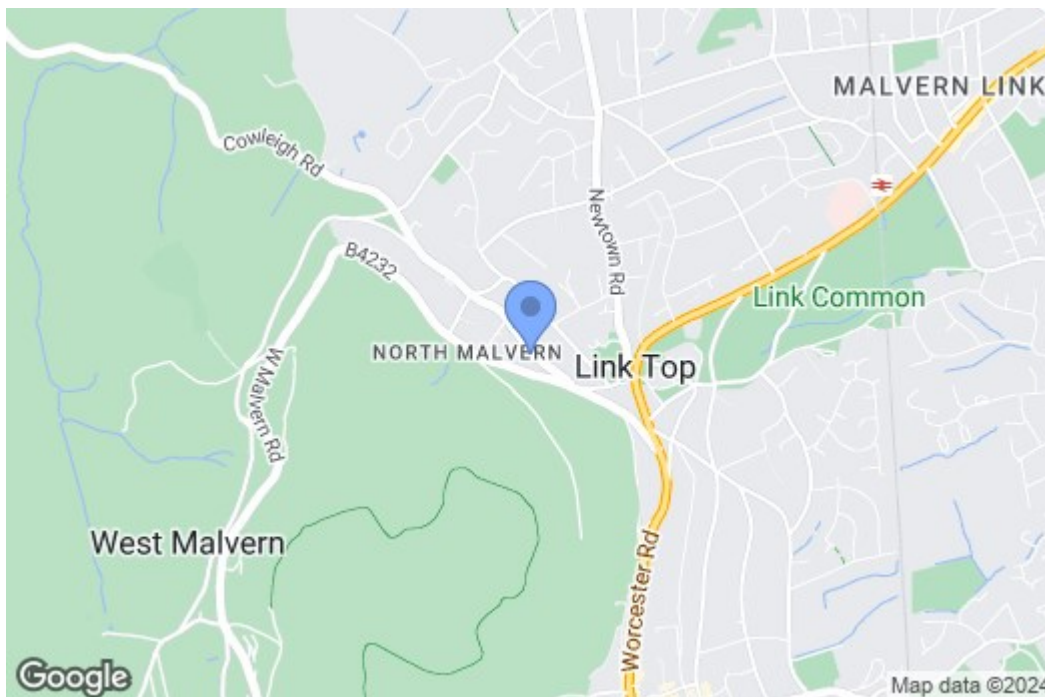 MALVERN LINK
Cowleigh Rd
Newtown Rd
B4232
Link Common
NORTH MALVERN
Link Top
W Malvern Rd
West Malvern
Worcester Rd
Google
Map data ©2024